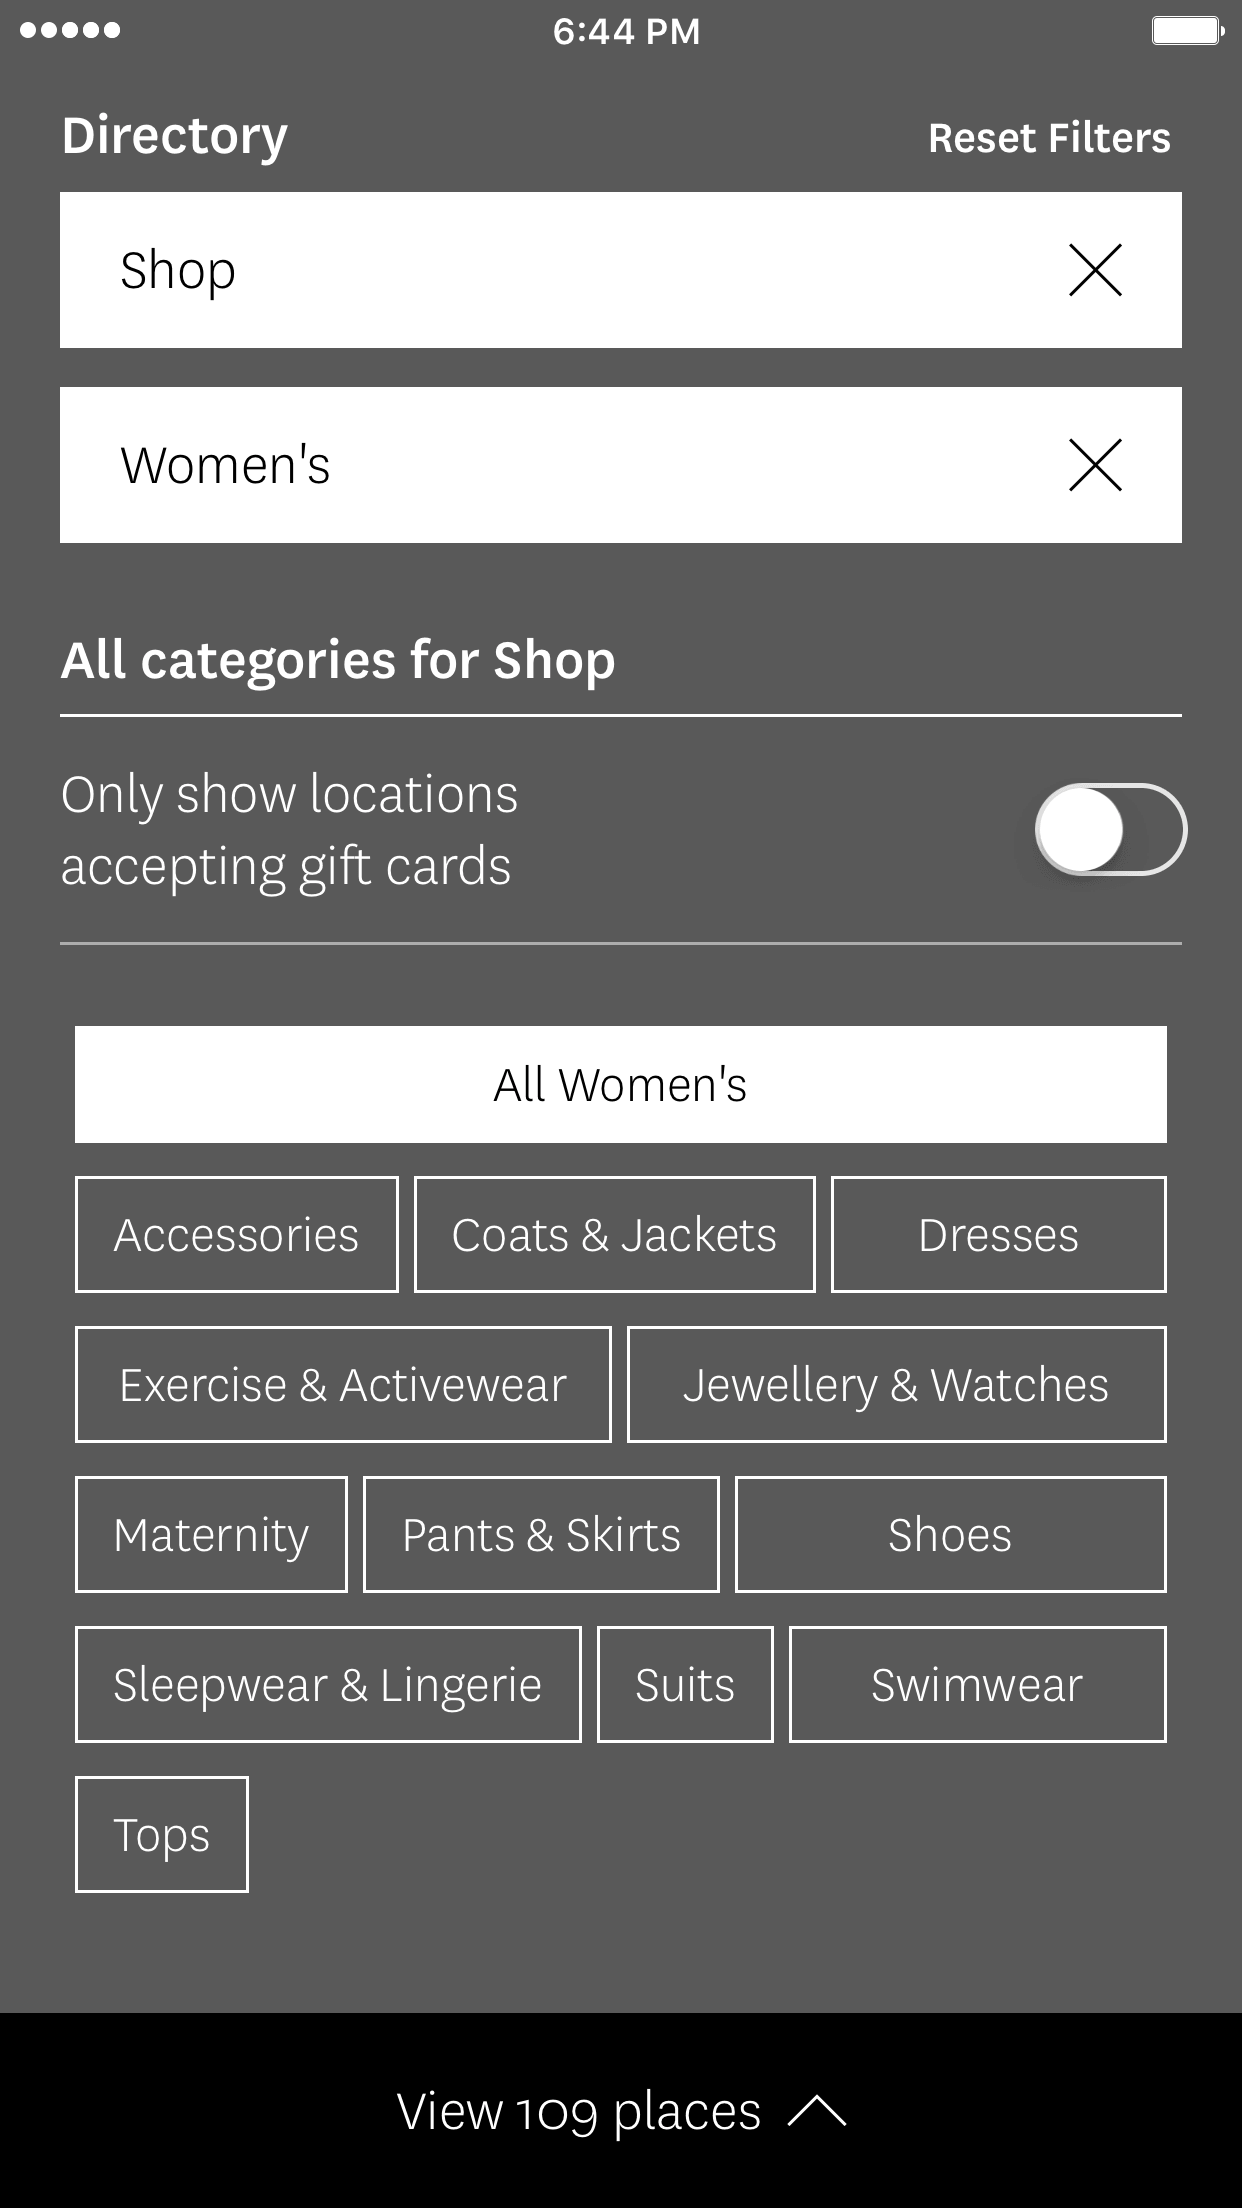 6:44 PM
Directory
Reset Filters
Shop
Women's
All categories for Shop
Only show locations
accepting gift cards
All Women's
Accessories
Coats & Jackets
Dresses
Exercise & Activewear
Jewellery & Watches
Maternity
Pants & Skirts
Shoes
Sleepwear & Lingerie
Suits
Swimwear
Tops
View 109 places